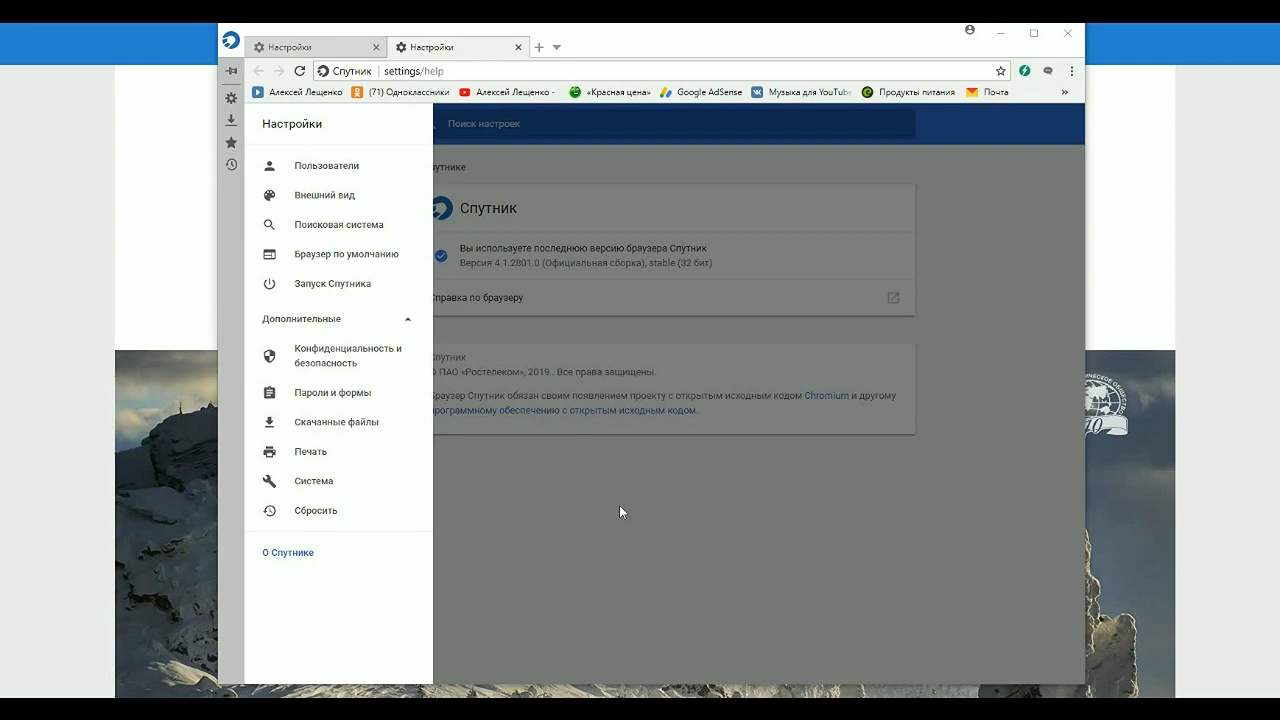 Настройки
Настройки
Спутник
settings/help
Алексей Лещенко
(71) Одноклассники
Алексей Лещенко -
«Красная цена»
Google AdSense
Музыка для YouTube
Продукты питания
Почта
»
Настройки
Поиск настроек
Пользователи
Внешний вид
Поисковая система
Браузер по умолчанию
Запуск Спутника
Дополнительные
Конфиденциальность и
безопасность
Пароли и формы
Скачанные файлы
Печать
Система
Сбросить
О Спутнике
путнике
Спутник
Вы используете последнюю версию браузера Спутник
Версия 4.1.2801.0 (Официальная сборка), stable (32 бит)
Справка по браузеру
Спутник
© ПАО «Ростелеком», 2019 . Все права защищены.
Браузер Спутник обязан своим появлением проекту с открытым исходным кодом Chromium и другому
программному обеспечению с открытым исходным кодом.